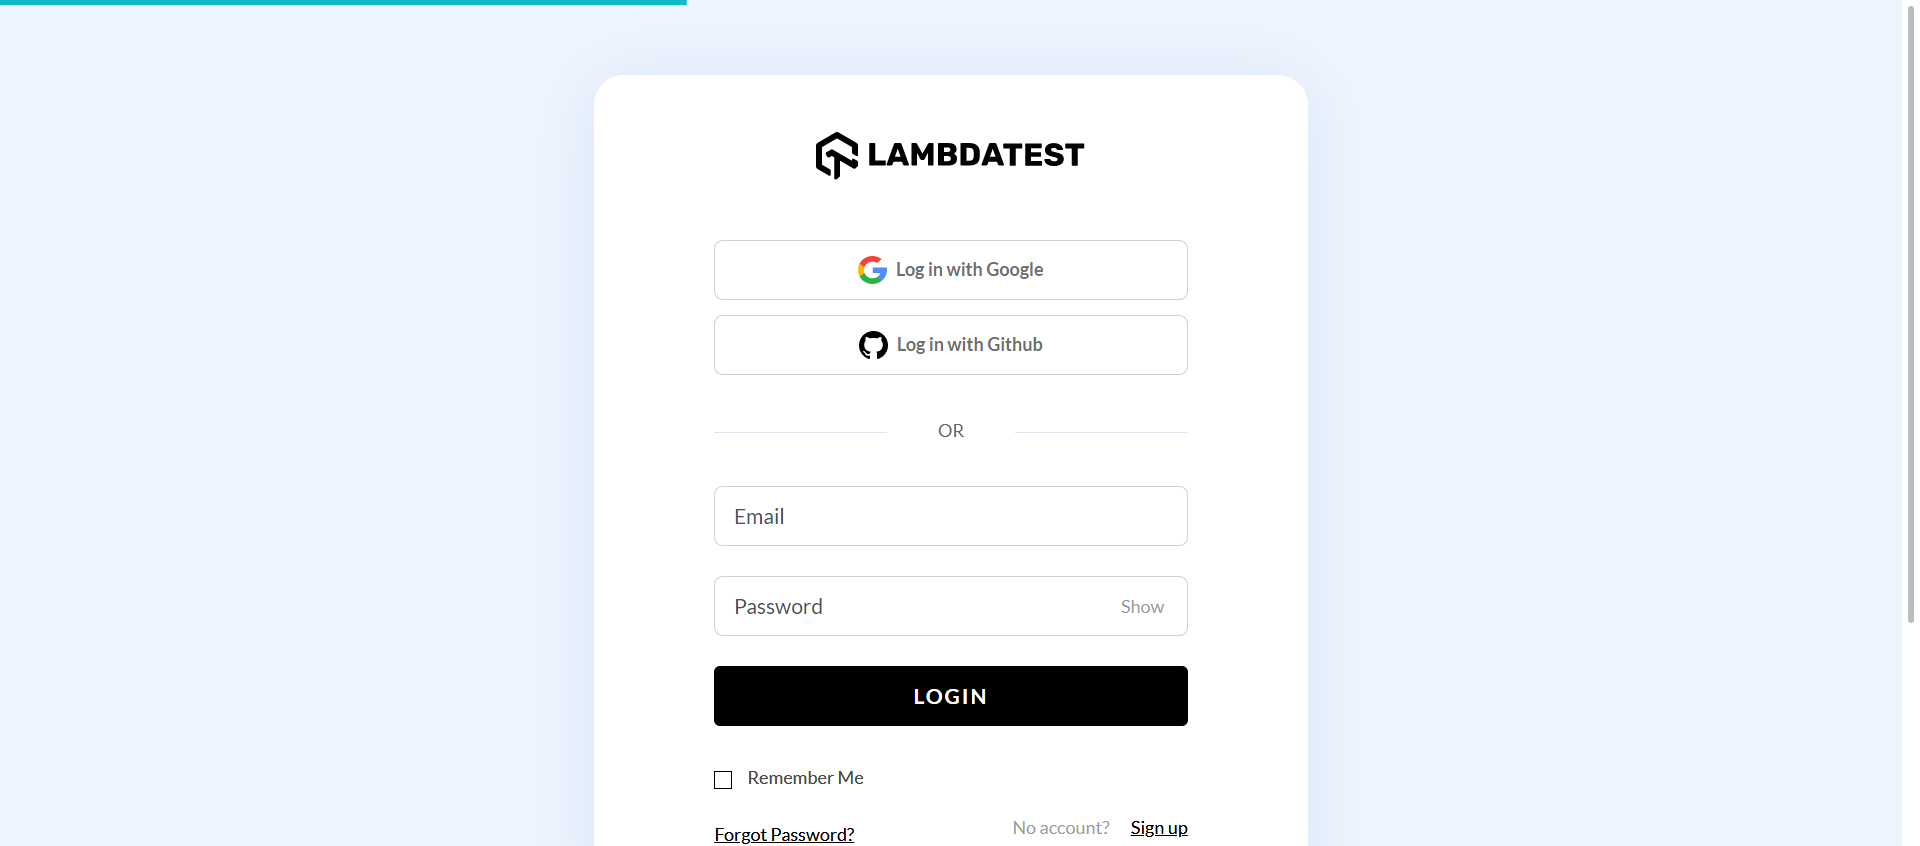 LAMBDATEST
Log in with Google
Log in with Github
OR
Email
Password Show
LOGIN
Remember Me
Forgot Password? No account? Sign up